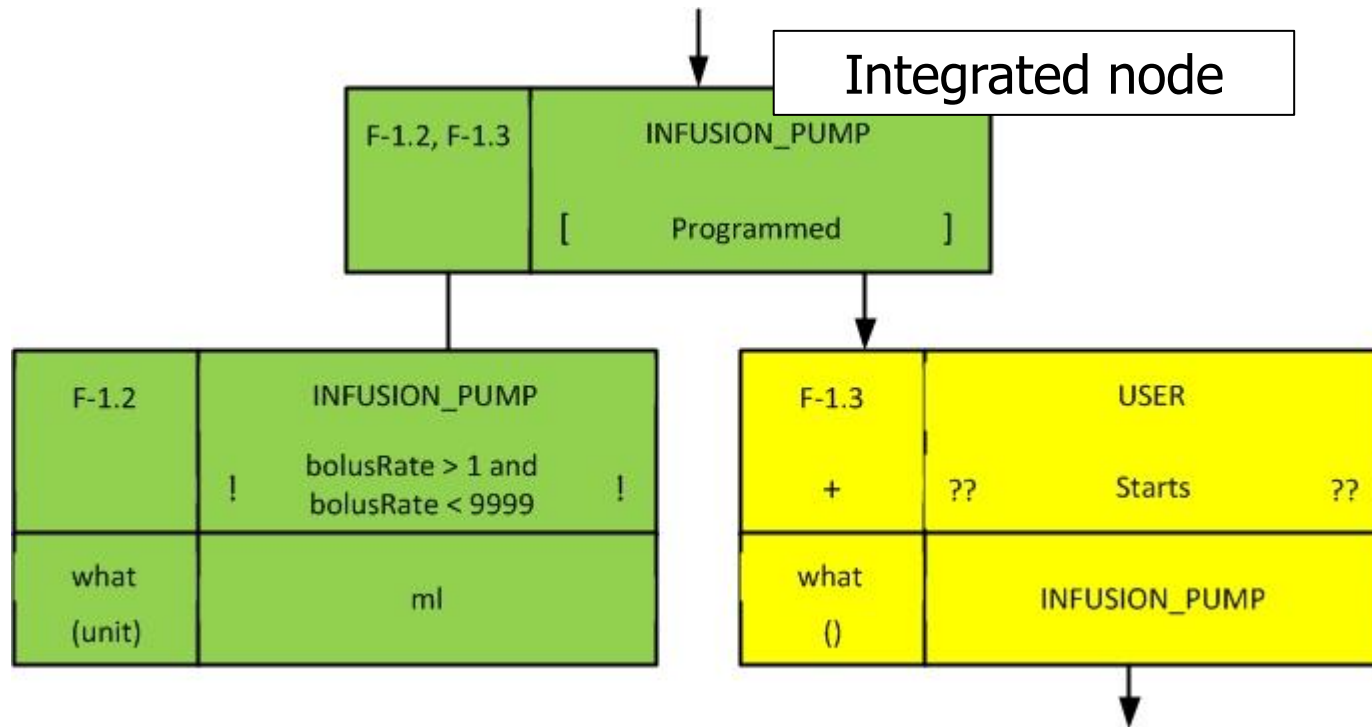 Integrated node
F-1.2, F-1.3
INFUSION_PUMP
[ Programmed ]
F-1.2
INFUSION_PUMP
! bolusRate > 1 and !
bolusRate < 9999
what
(unit)
ml
F-1.3
+
USER
?? Starts ??
what
()
INFUSION_PUMP